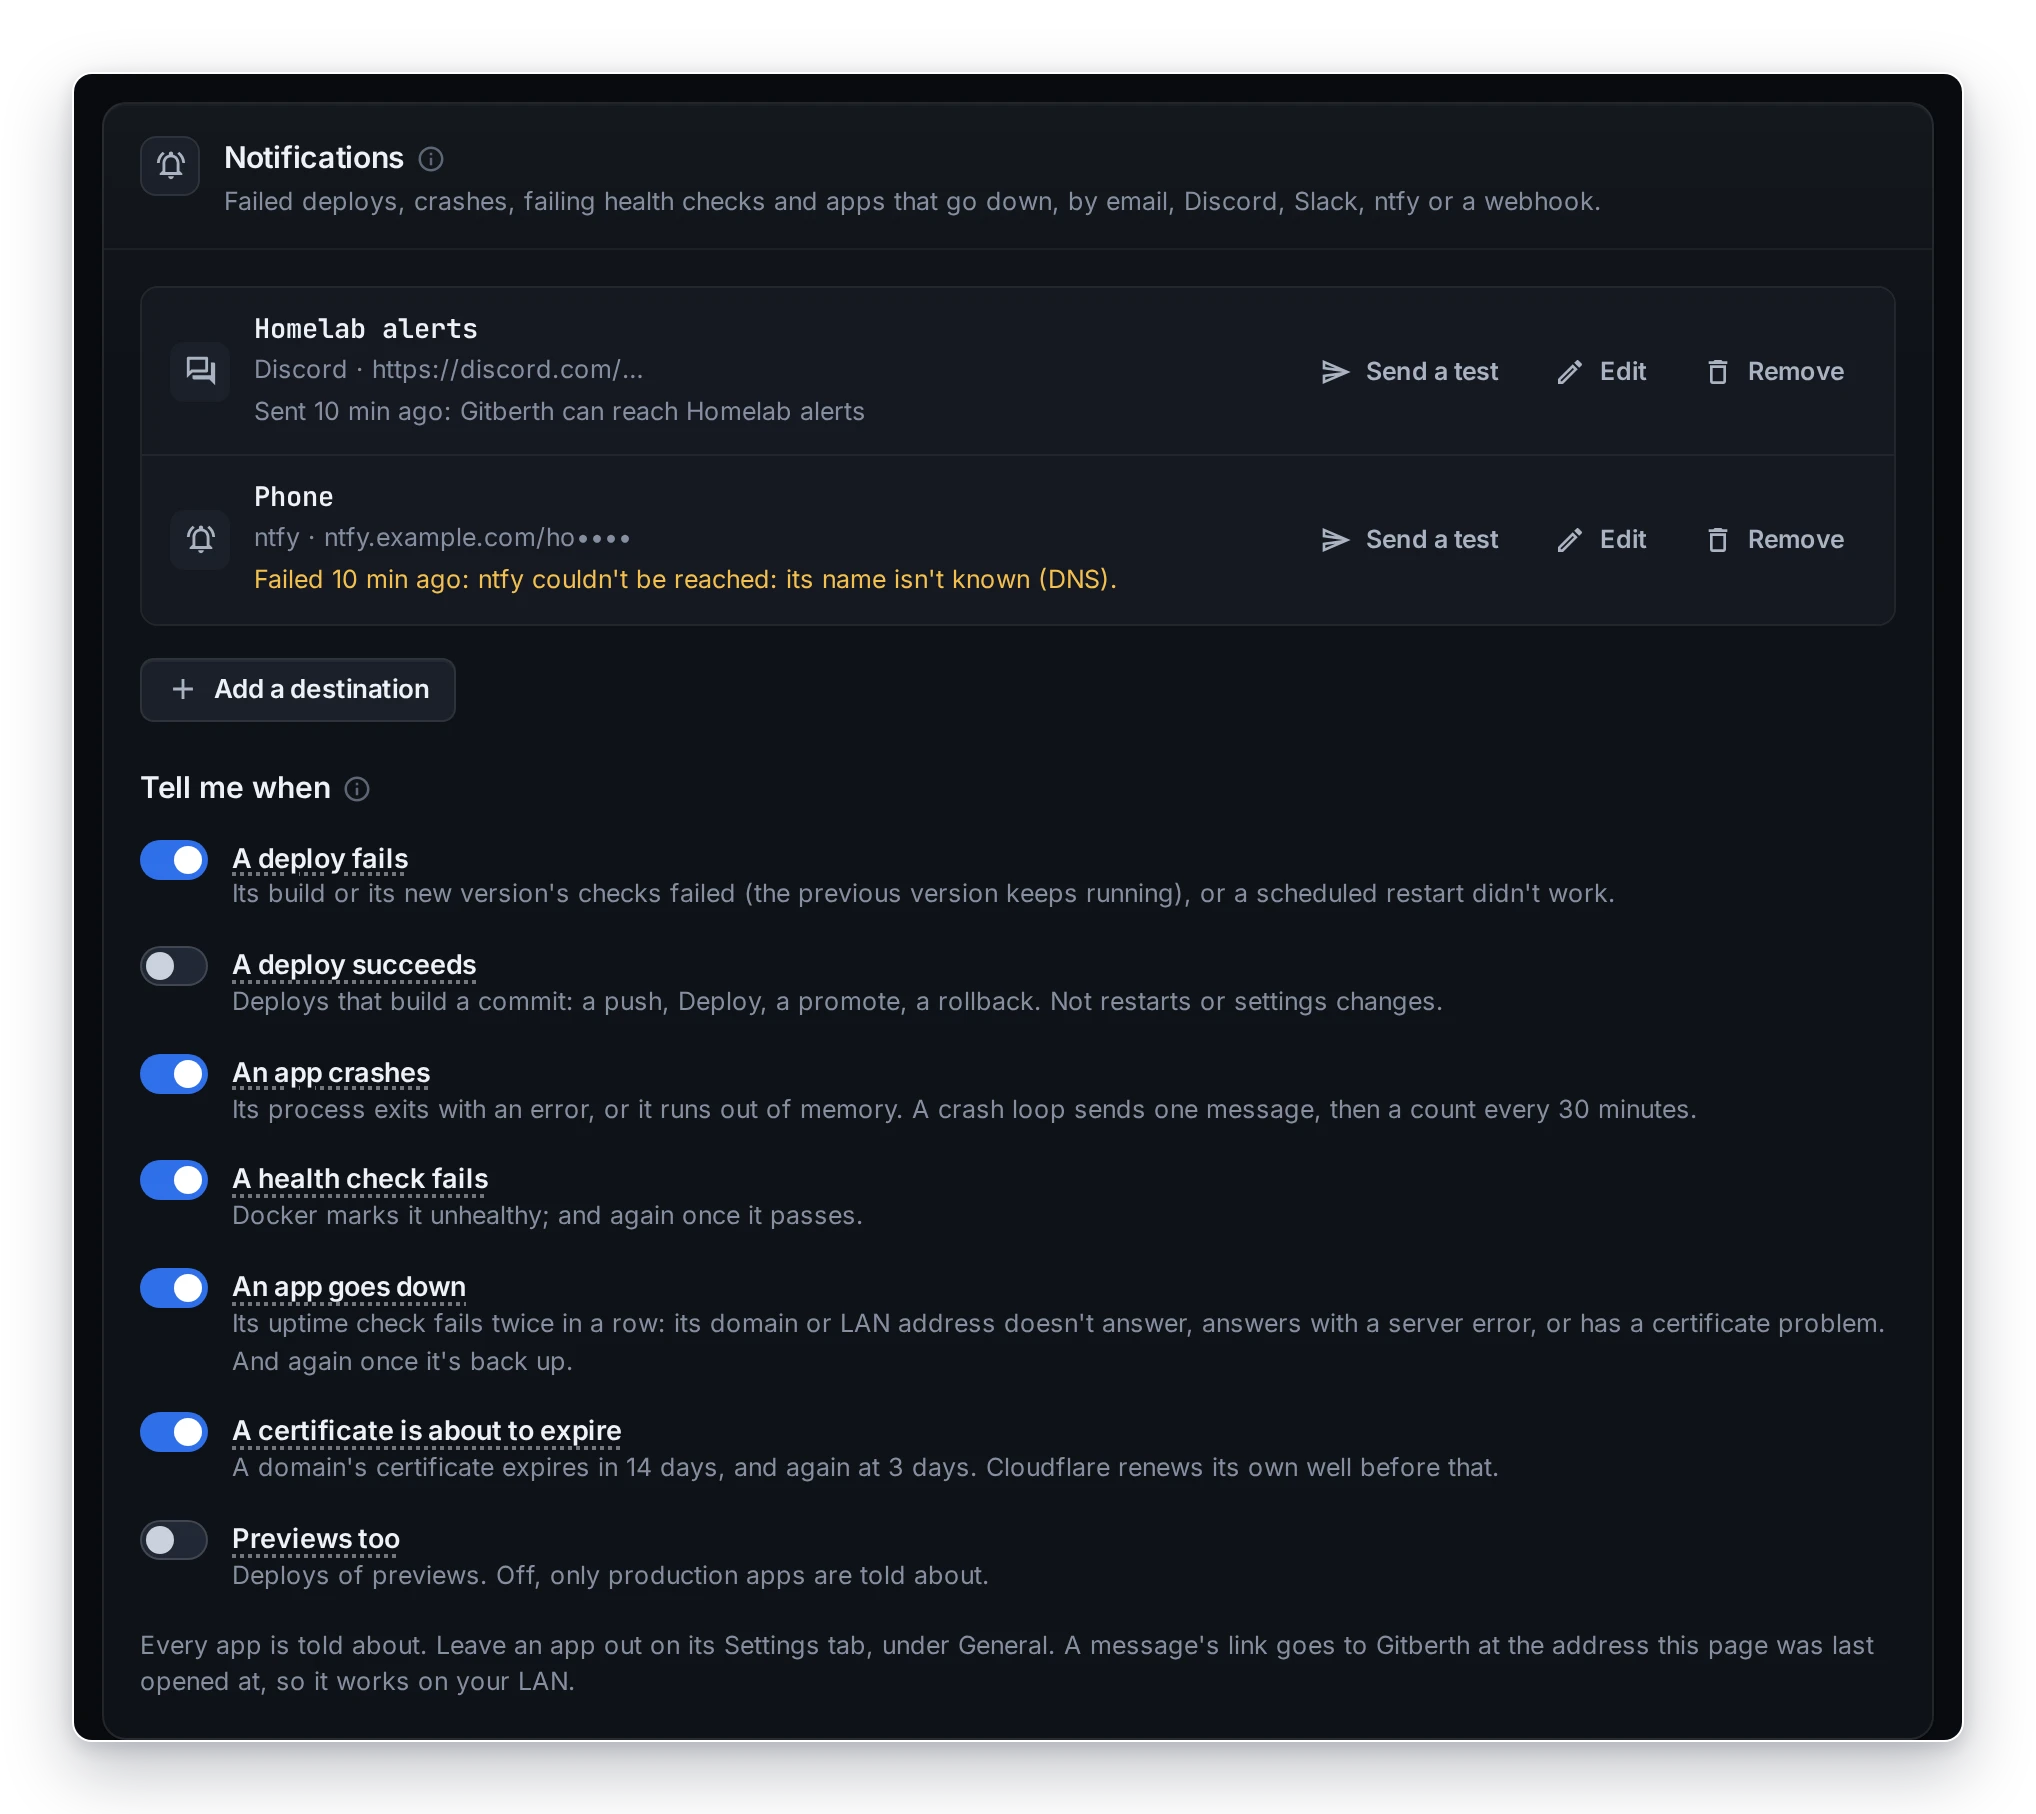 Notifications
Failed deploys, crashes, failing health checks and apps that go down, by email, Discord, Slack, ntfy or a webhook.
Homelab alerts
Discord · https://discord.com/…
Sent 10 min ago: Gitberth can reach Homelab alerts
Send a test
Edit
Remove
Phone
ntfy · ntfy.example.com/ho••••
Failed 10 min ago: ntfy couldn't be reached: its name isn't known (DNS).
Send a test
Edit
Remove
Add a destination
Tell me when
A deploy fails
Its build or its new version's checks failed (the previous version keeps running), or a scheduled restart didn't work.
A deploy succeeds
Deploys that build a commit: a push, Deploy, a promote, a rollback. Not restarts or settings changes.
An app crashes
Its process exits with an error, or it runs out of memory. A crash loop sends one message, then a count every 30 minutes.
A health check fails
Docker marks it unhealthy; and again once it passes.
An app goes down
Its uptime check fails twice in a row: its domain or LAN address doesn't answer, answers with a server error, or has a certificate problem.
And again once it's back up.
A certificate is about to expire
A domain's certificate expires in 14 days, and again at 3 days. Cloudflare renews its own well before that.
Previews too
Deploys of previews. Off, only production apps are told about.
Every app is told about. Leave an app out on its Settings tab, under General. A message's link goes to Gitberth at the address this page was last
opened at, so it works on your LAN.